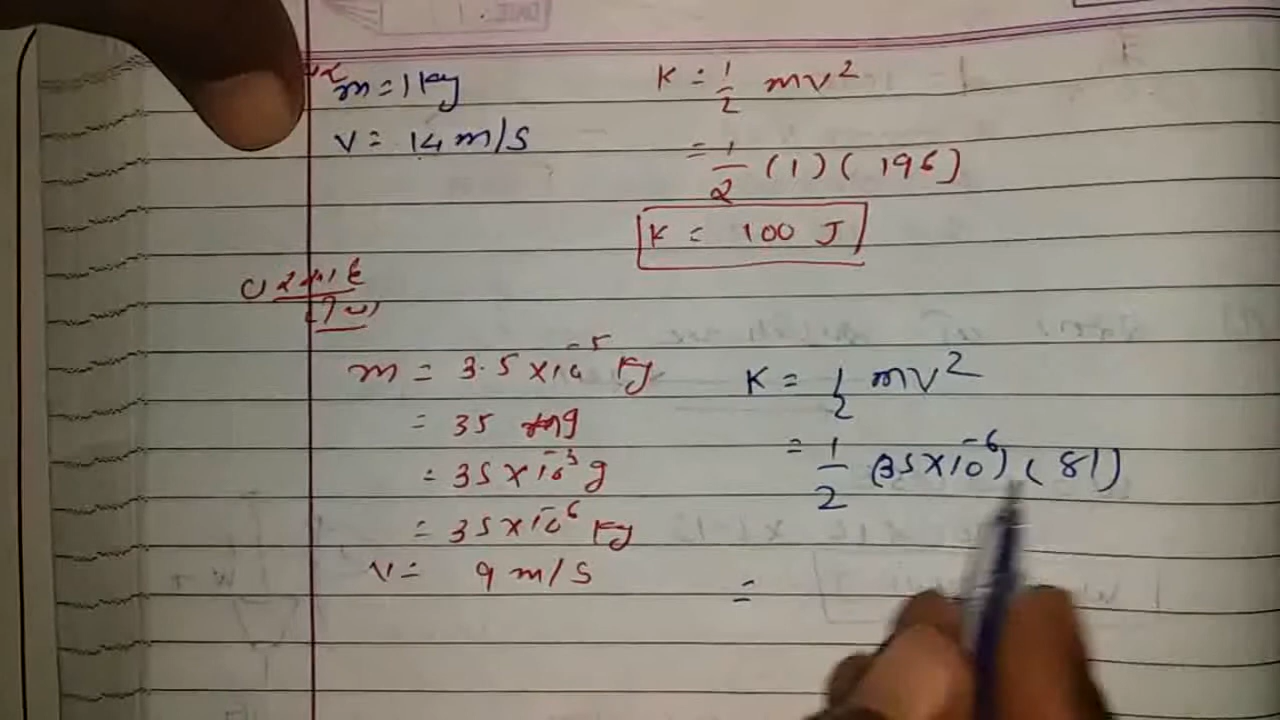 m = 1 Kg
V = 14 m/s
K = 1/2 mv²
= 1/2 (1) ( 196)
K = 100 J
m = 3.5 × 10⁻⁵ Kg
= 35 mg
= 35 × 10⁻³ g
= 35 × 10⁻⁶ Kg
v = 9 m/s
K = 1/2 mv²
= 1/2 (35 × 10⁻⁶) ( 81)
=